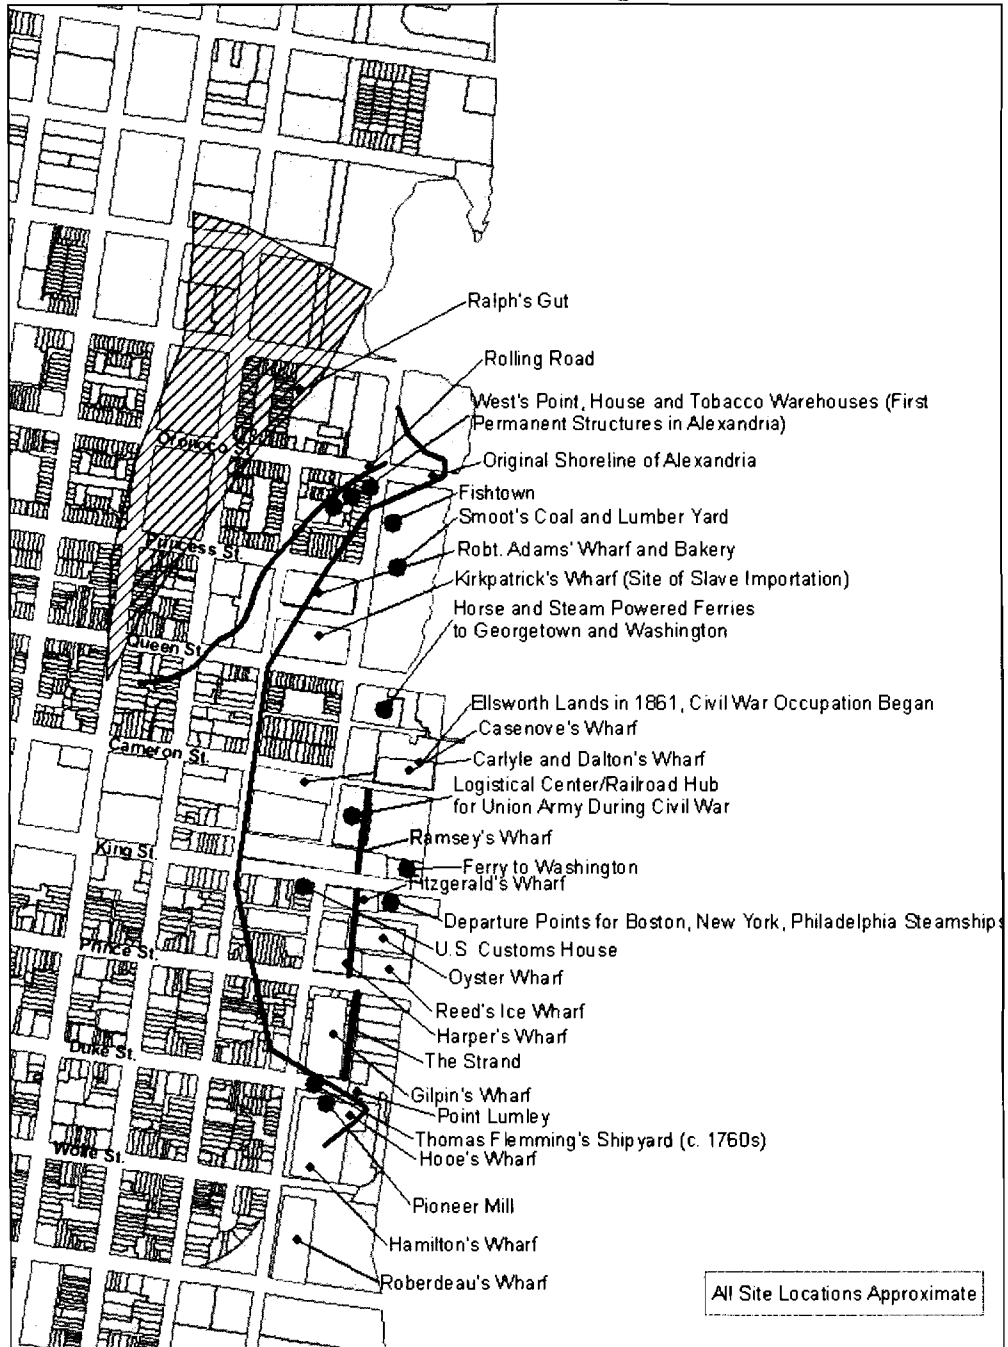 Ralph's Gut
Rolling Road
West's Point, House and Tobacco Warehouses (First
Permanent Structures in Alexandria)
Oronoco St.
Original Shoreline of Alexandria
Fishtown
Smoot's Coal and Lumber Yard
Princess St.
Robt. Adams' Wharf and Bakery
Kirkpatrick's Wharf (Site of Slave Importation)
Horse and Steam Powered Ferries
to Georgetown and Washington
Queen St.
Ellsworth Lands in 1861, Civil War Occupation Began
Casenove's Wharf
Cameron St.
Carlyle and Dalton's Wharf
Logistical Center/Railroad Hub
for Union Army During Civil War
Ramsey's Wharf
King St.
Ferry to Washington
Fitzgerald's Wharf
Departure Points for Boston, New York, Philadelphia Steamships
Prince St.
U.S. Customs House
Oyster Wharf
Reed's Ice Wharf
Harper's Wharf
Duke St.
The Strand
Gilpin's Wharf
Point Lumley
Thomas Flemming's Shipyard (c. 1760s)
Wolfe St.
Hooe's Wharf
Pioneer Mill
Hamilton's Wharf
Roberdeau's Wharf
All Site Locations Approximate